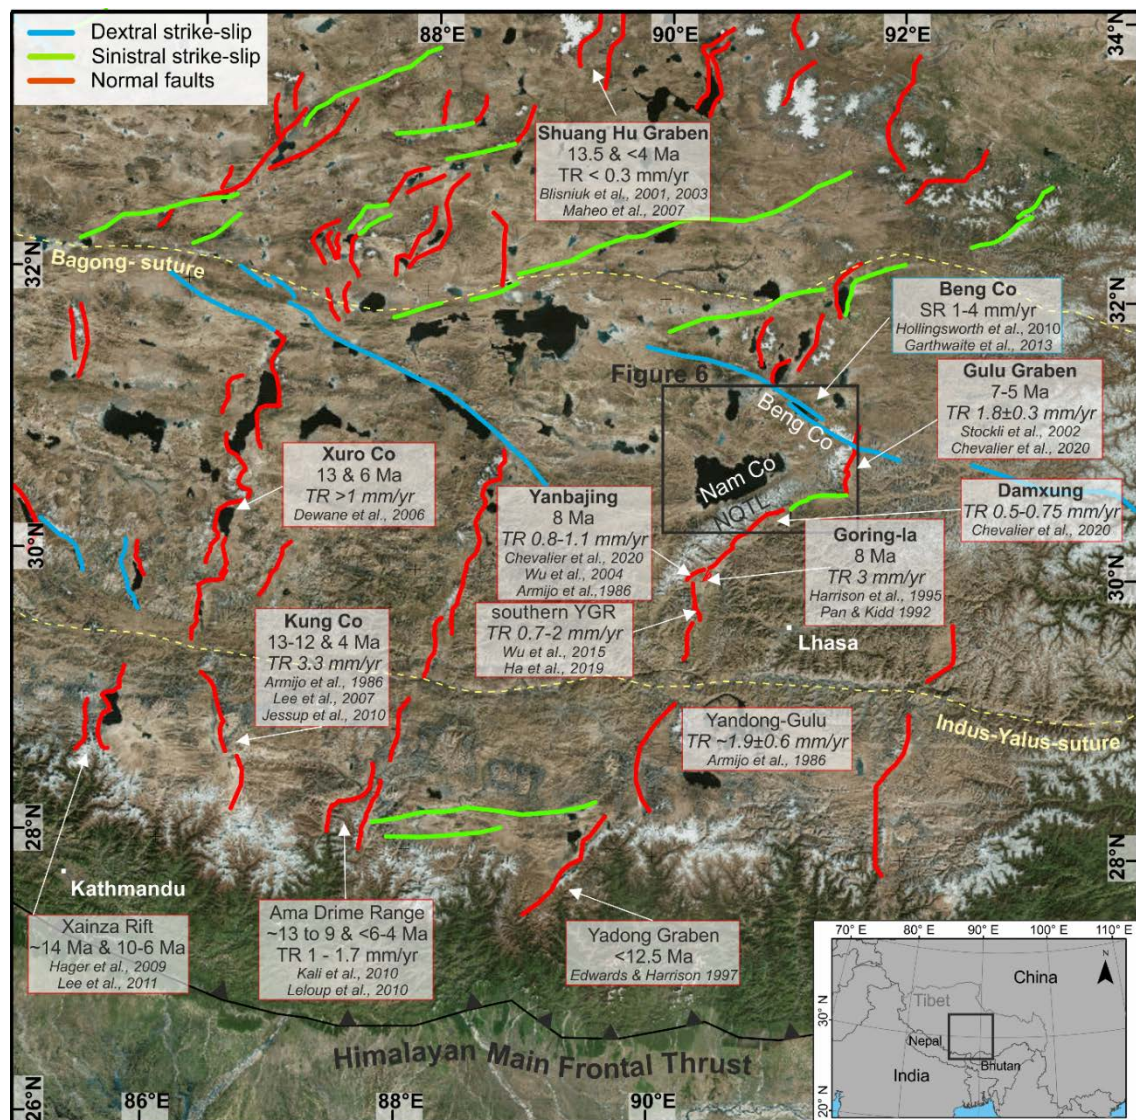 Dextral strike-slip
Sinistral strike-slip
Normal faults
88°E
90°E
92°E
34°N
Shuang Hu Graben
13.5 & <4 Ma
TR < 0.3 mm/yr
Blisniuk et al., 2001, 2003
Maheo et al., 2007
32°N
Bagong- suture
32°N
Beng Co
SR 1-4 mm/yr
Hollingsworth et al., 2010
Garthwaite et al., 2013
Figure 6
Beng Co
Gulu Graben
7-5 Ma
TR 1.8±0.3 mm/yr
Stockli et al., 2002
Chevalier et al., 2020
Nam Co
NQTL
Xuro Co
13 & 6 Ma
TR >1 mm/yr
Dewane et al., 2006
Yanbajing
8 Ma
TR 0.8-1.1 mm/yr
Chevalier et al., 2020
Wu et al., 2004
Armijo et al., 1986
Damxung
TR 0.5-0.75 mm/yr
Chevalier et al., 2020
Goring-la
8 Ma
TR 3 mm/yr
Harrison et al., 1995
Pan & Kidd 1992
30°N
30°N
southern YGR
TR 0.7-2 mm/yr
Wu et al., 2015
Ha et al., 2019
Lhasa
Kung Co
13-12 & 4 Ma
TR 3.3 mm/yr
Armijo et al., 1986
Lee et al., 2007
Jessup et al., 2010
Yandong-Gulu
TR ~1.9±0.6 mm/yr
Armijo et al., 1986
Indus-Yalus-suture
28°N
28°N
Kathmandu
Xainza Rift
~14 Ma & 10-6 Ma
Hager et al., 2009
Lee et al., 2011
Ama Drime Range
~13 to 9 & <6-4 Ma
TR 1 - 1.7 mm/yr
Kali et al., 2010
Leloup et al., 2010
Yadong Graben
<12.5 Ma
Edwards & Harrison 1997
Himalayan Main Frontal Thrust
26°N
86°E
88°E
90°E
70° E
80°E
90°E
100°E
110°E
N
30° N
20°N
China
Tibet
Nepal
Bhutan
India